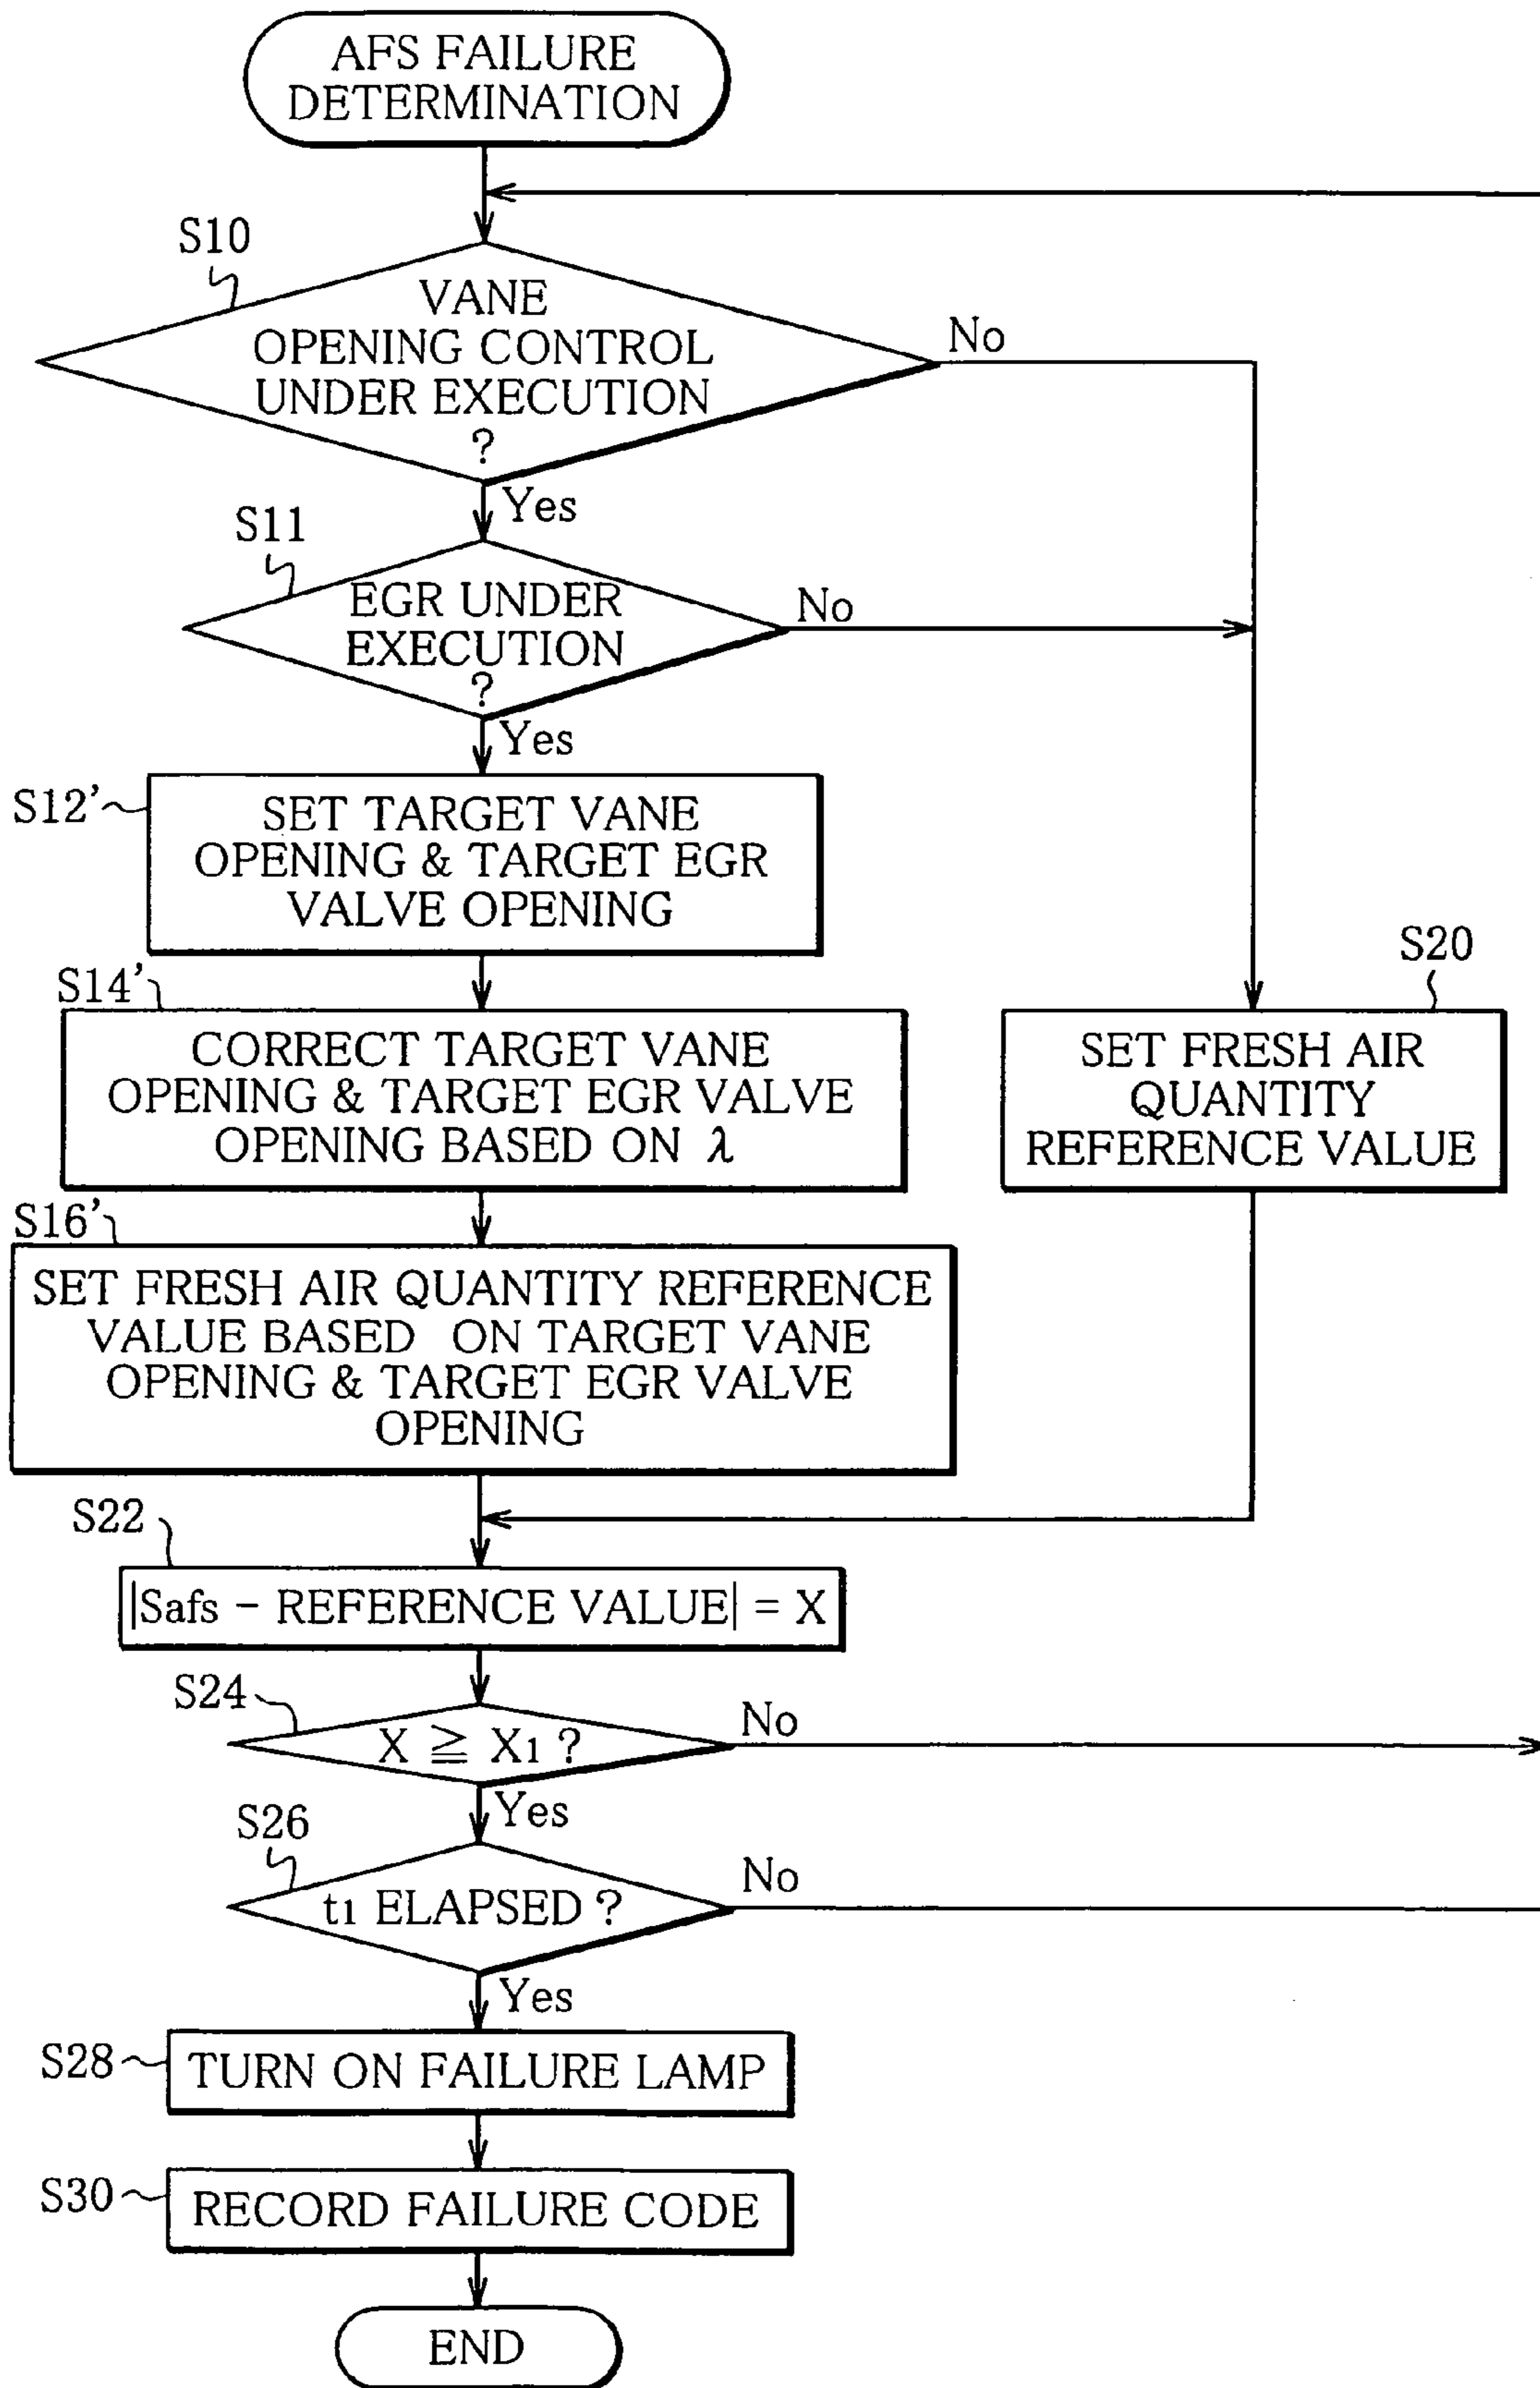 AFS FAILURE
DETERMINATION
S10
VANE
OPENING CONTROL
UNDER EXECUTION
?
No
Yes
S11
EGR UNDER
EXECUTION
?
No
Yes
S12'
SET TARGET VANE
OPENING & TARGET EGR
VALVE OPENING
S14'
CORRECT TARGET VANE
OPENING & TARGET EGR VALVE
OPENING BASED ON λ
S20
SET FRESH AIR
QUANTITY
REFERENCE VALUE
S16'
SET FRESH AIR QUANTITY REFERENCE
VALUE BASED ON TARGET VANE
OPENING & TARGET EGR VALVE
OPENING
S22
|Safs - REFERENCE VALUE| = X
S24
X ≧ X1 ?
No
Yes
S26
t1 ELAPSED ?
No
Yes
S28
TURN ON FAILURE LAMP
S30
RECORD FAILURE CODE
END